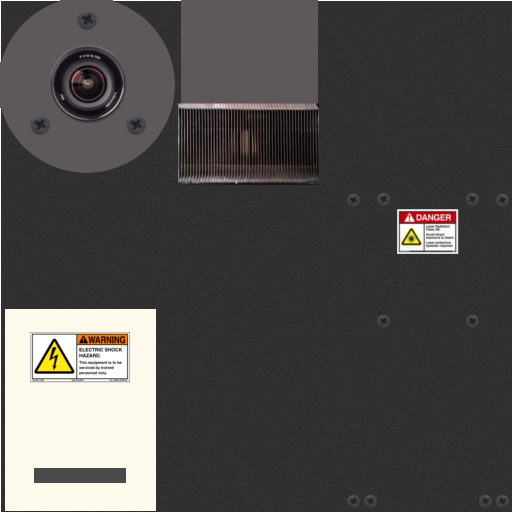 DANGER
Laser Radiation
Class 3B
Avoid direct
exposure to beam.
Laser protective
eyewear required.
WARNING
ELECTRIC SHOCK
HAZARD.
This equipment is to be
serviced by trained
personnel only.